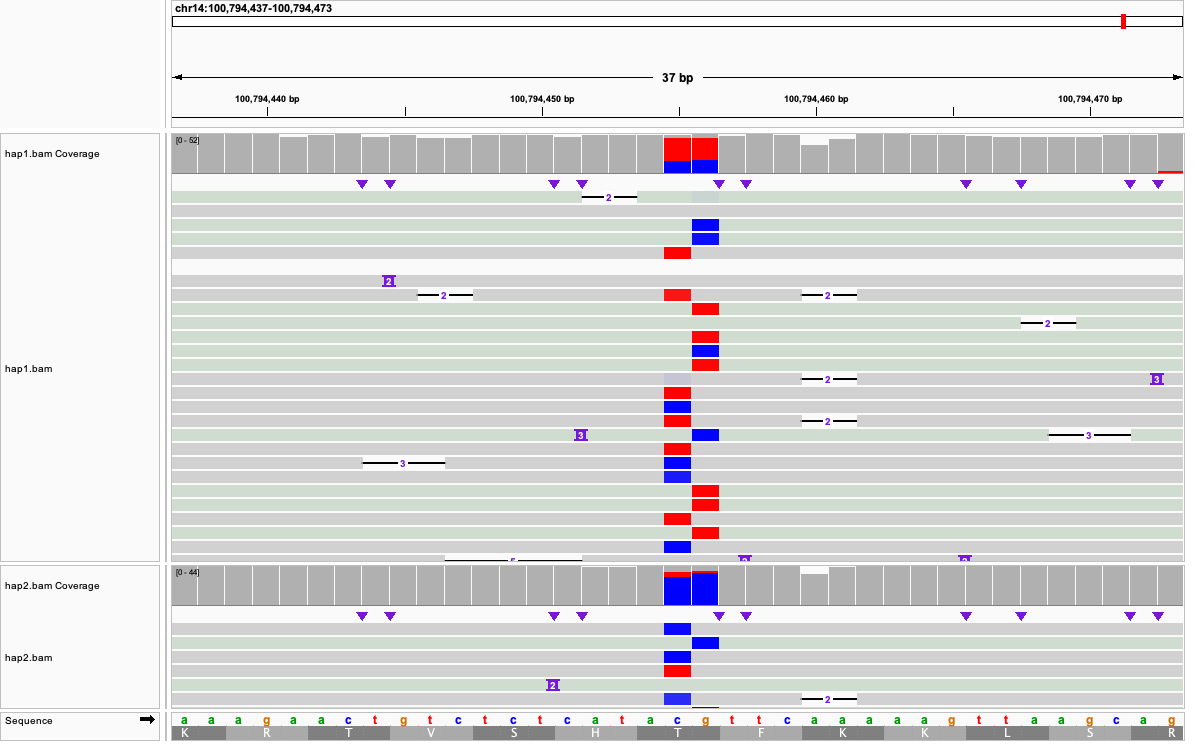 chr14:100,794,437-100,794,473
37 bp
100,794,440 bp 100,794,450 bp 100,794,460 bp 100,794,470 bp
hap1.bam Coverage
[0 - 52]
2
2
2 2
2
2 3
2
3 3
3
hap1.bam
hap2.bam Coverage
[0 - 44]
2
2
hap2.bam
Sequence
a a a g a a c t g t c t c t c a t a c g t t c a a a a a g t t a a g c a g
K R T V S H T F K K L S R